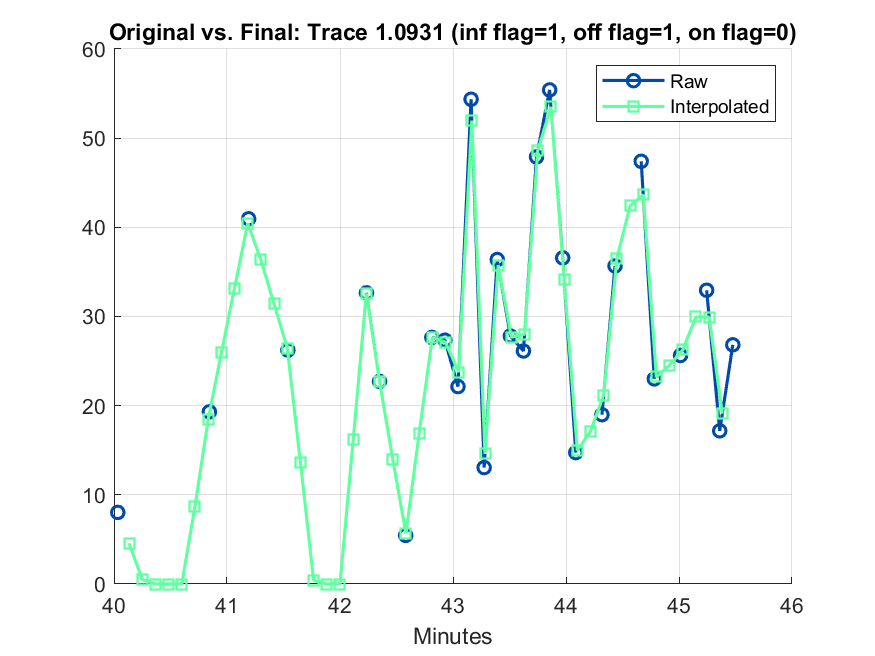 Original vs. Final: Trace 1.0931 (inf flag=1, off flag=1, on flag=0)
60
50
40
30
20
10
0
Raw
Interpolated
40 41 42 43 44 45 46
Minutes